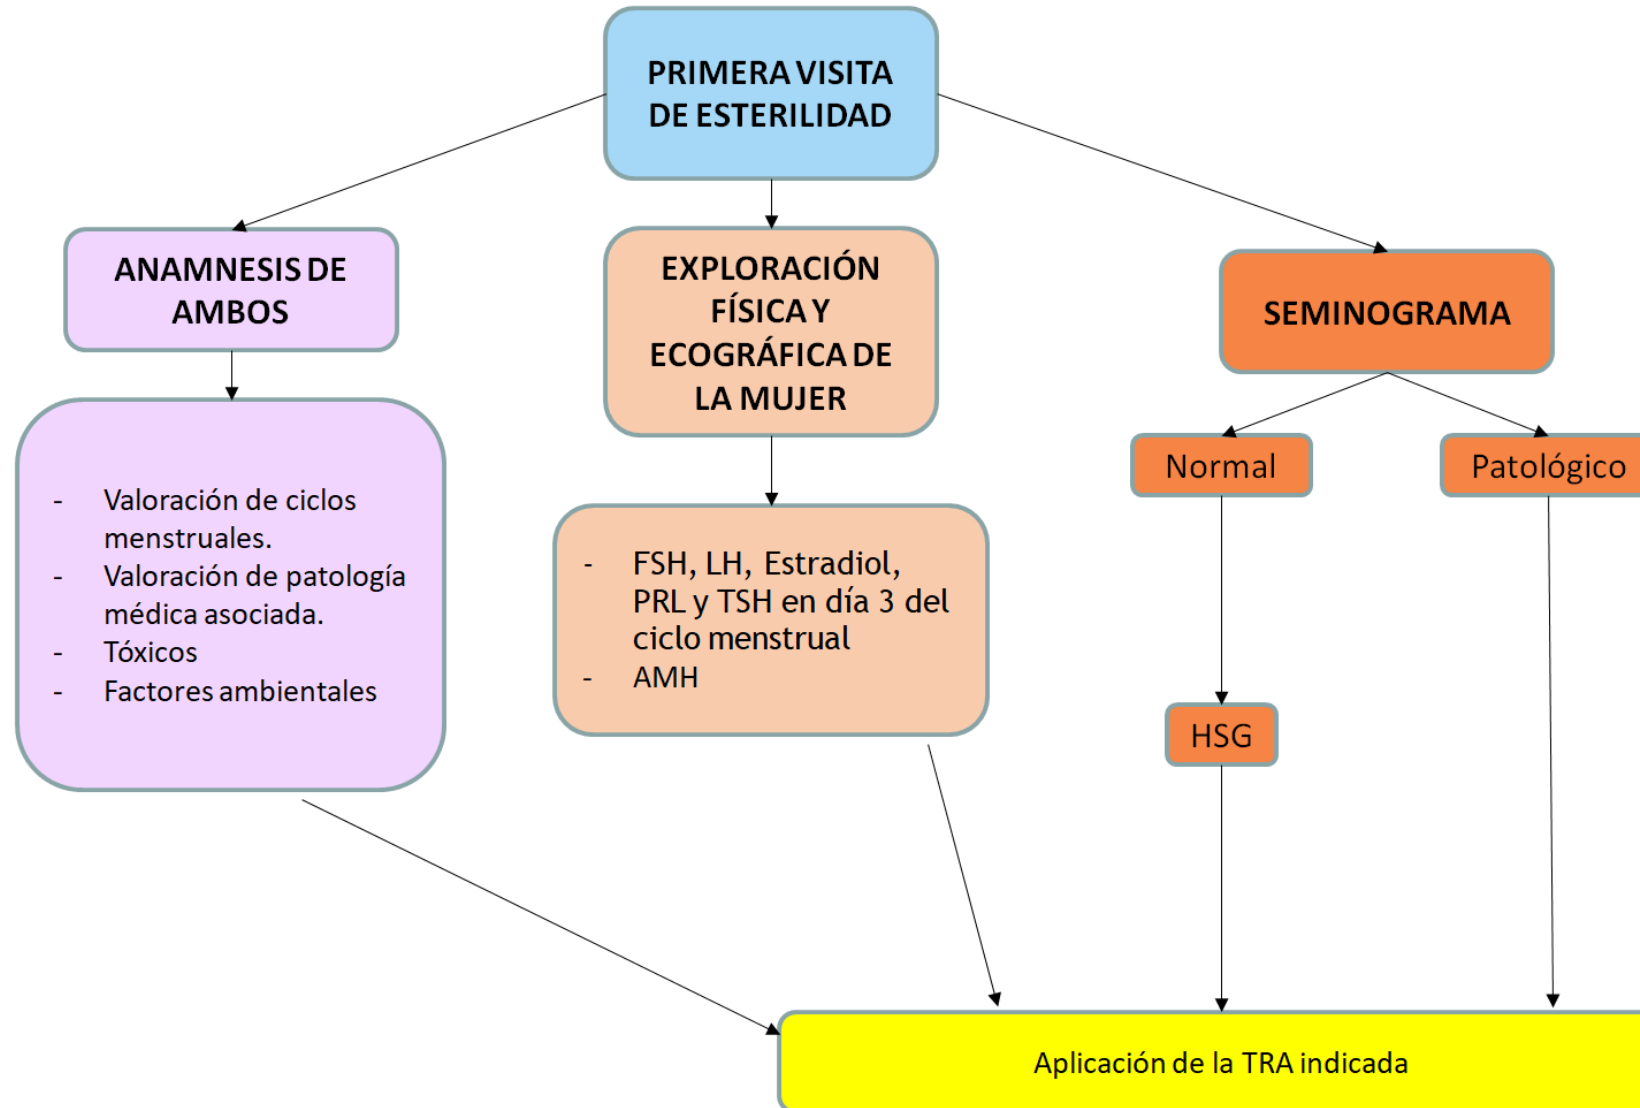 PRIMERA VISITA
DE ESTERILIDAD
ANAMNESIS DE
AMBOS
- Valoración de ciclos
menstruales.
- Valoración de patología
médica asociada.
- Tóxicos
- Factores ambientales
EXPLORACIÓN
FÍSICA Y
ECOGRÁFICA DE
LA MUJER
- FSH, LH, Estradiol,
PRL y TSH en día 3 del
ciclo menstrual
- AMH
SEMINOGRAMA
Normal
Patológico
HSG
Aplicación de la TRA indicada